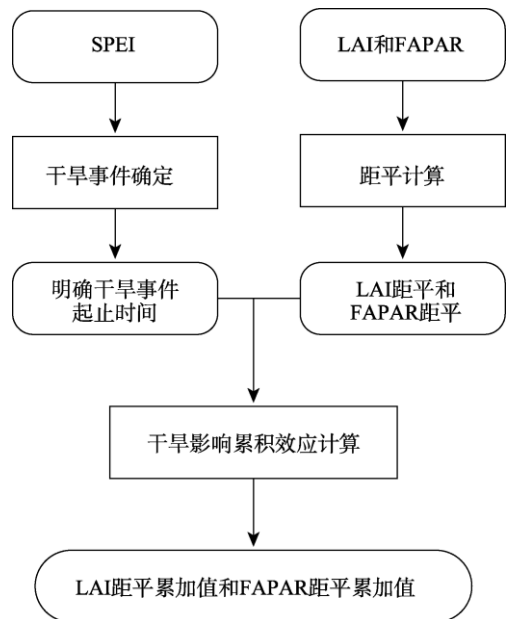 SPEI
LAI和FAPAR
干旱事件确定
距平计算
明确干旱事件
起止时间
LAI距平和
FAPAR距平
干旱影响累积效应计算
LAI距平累加值和FAPAR距平累加值